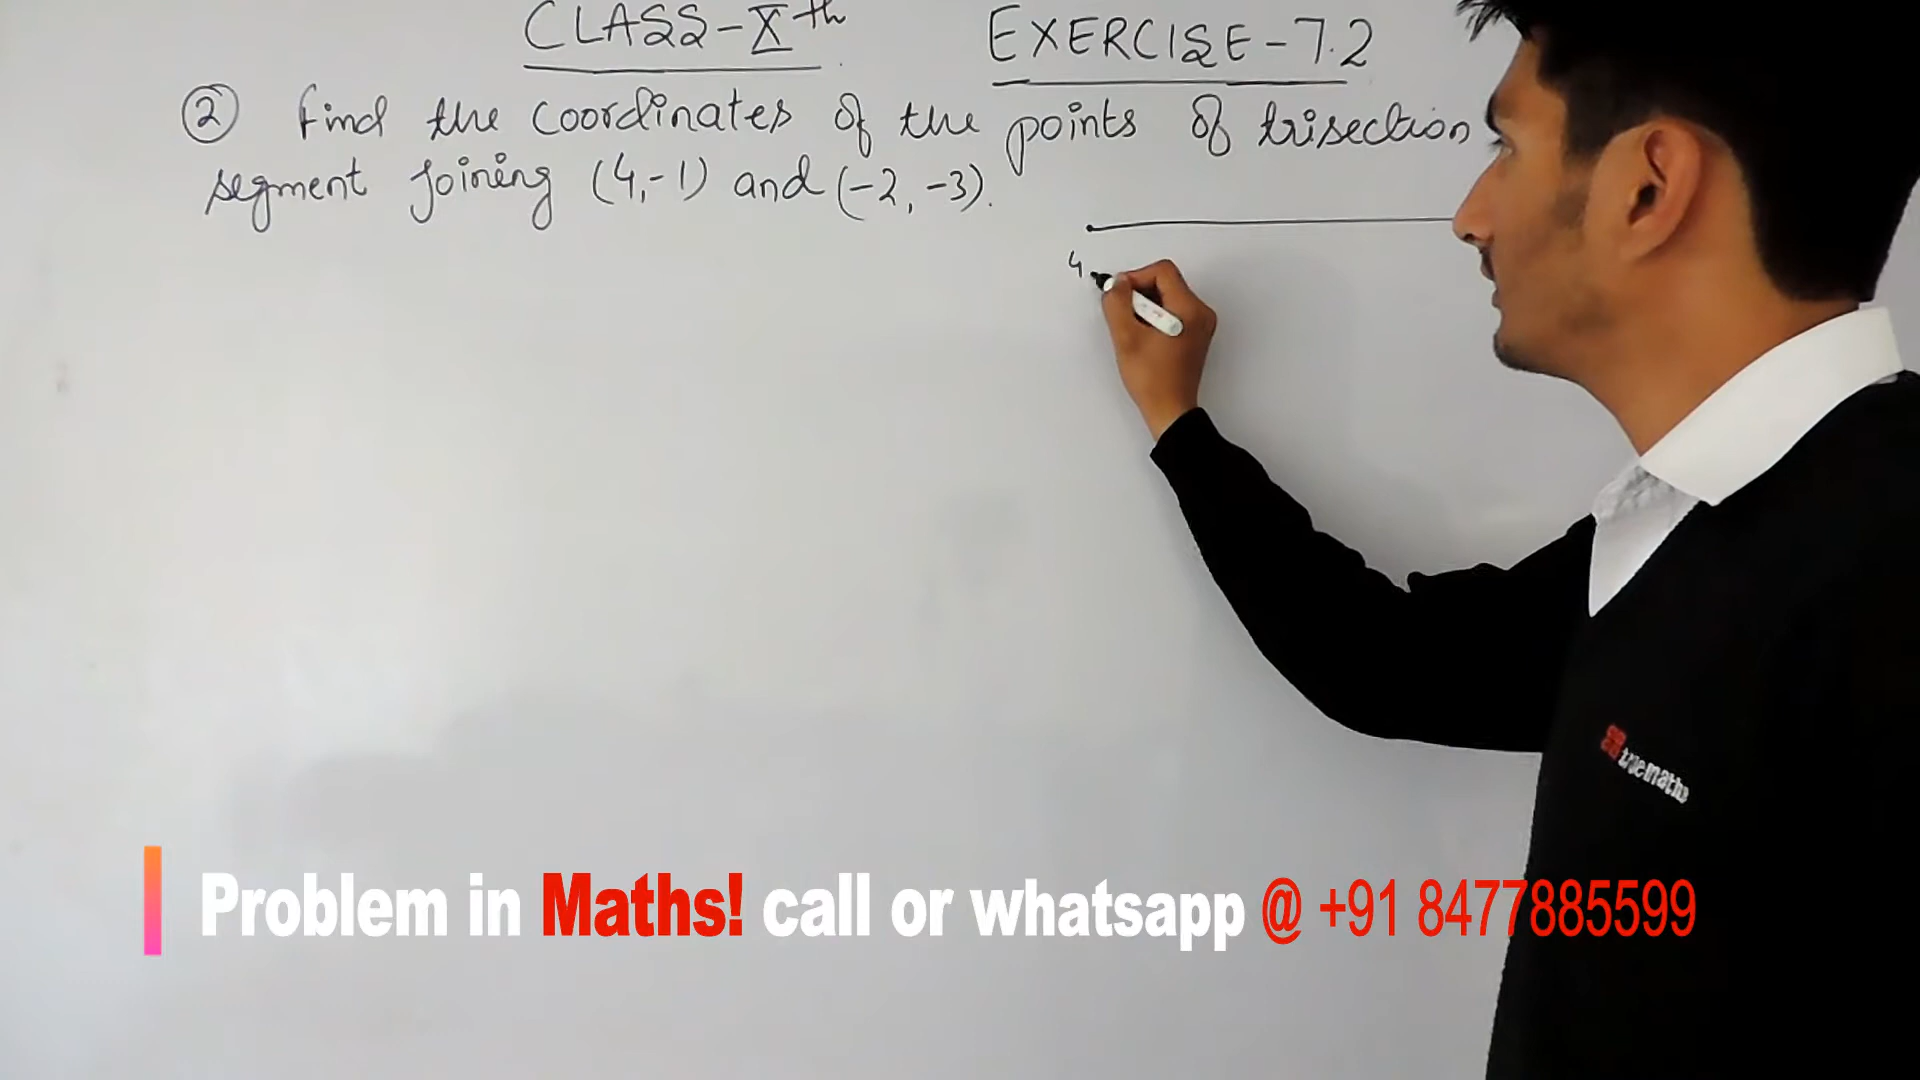 CLASS-Xth EXERCISE-7.2
② Find the coordinates of the points of trisection
segment joining (4,-1) and (-2, -3).
4
truemaths
Problem in Maths! call or whatsapp @ +91 8477885599